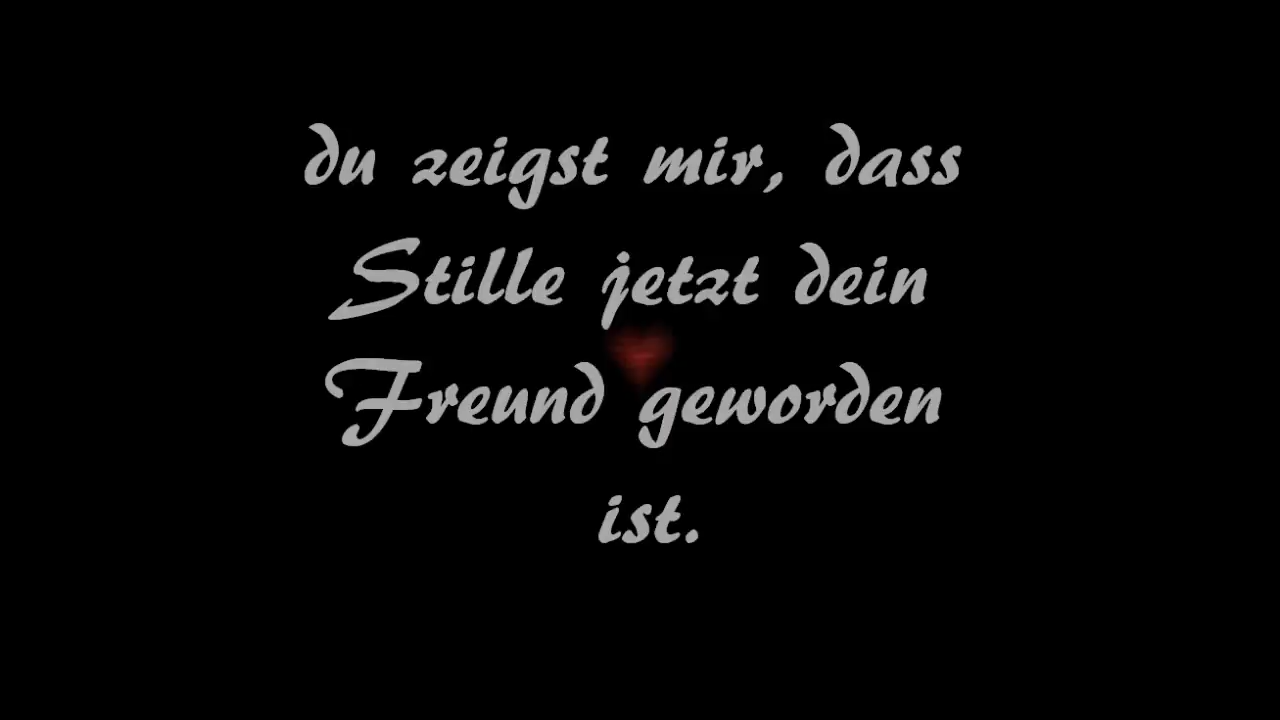 du zeigst mir, dass
Stille jetzt dein
Freund geworden
ist.